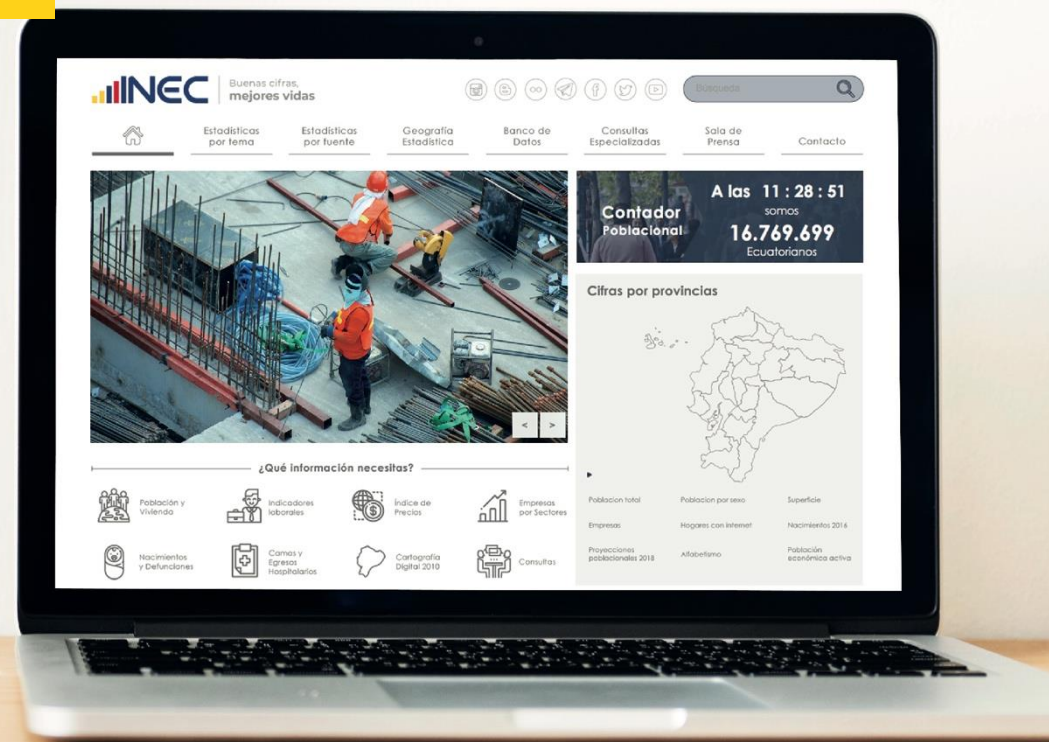 INEC
Buenas cifras,
mejores vidas
Busqueda
Estadísticas
por tema
Estadísticas
por fuente
Geografía
Estadística
Banco de
Datos
Consultas
Especializadas
Sala de
Prensa
Contacto
Contador
Poblacional
A las 11 : 28 : 51
somos
16.769.699
Ecuatorianos
Cifras por provincias
< >
¿Qué información necesitas?
Población y
Vivienda
Indicadores
laborales
Índice de
Precios
Empresas
por Sectores
Nacimientos
y Defunciones
Camas y
Egresos
Hospitalarios
Cartografía
Digital 2010
Consultas
Poblacion total
Poblacion por sexo
Superficie
Empresas
Hogares con internet
Nacimientos 2016
Proyecciones
poblacionales 2018
Alfabetismo
Población
económica activa